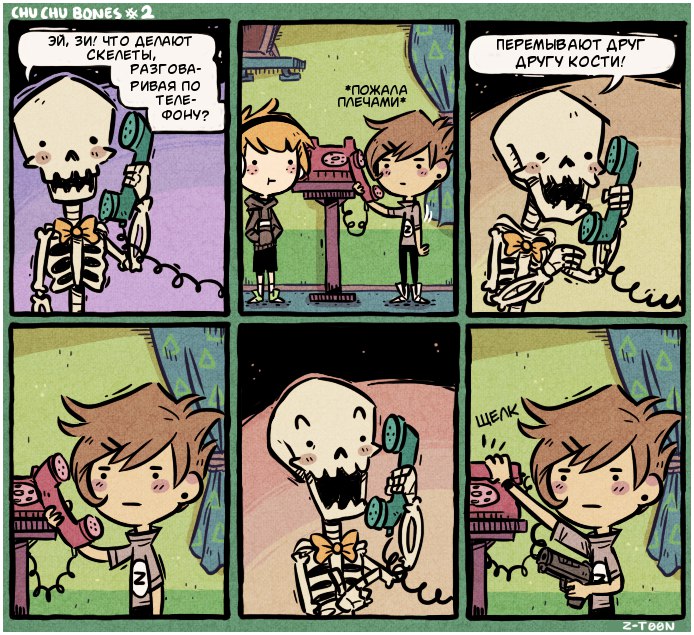 CHU CHU BONES #2
ЭЙ, ЗИ! ЧТО ДЕЛАЮТ
СКЕЛЕТЫ,
РАЗГОВА-
РИВАЯ ПО
ТЕЛЕ-
ФОНУ?
*ПОЖАЛА
ПЛЕЧАМИ*
ПЕРЕМЫВАЮТ ДРУГ
ДРУГУ КОСТИ!
Z
ЩЕЛК
Z-TOON